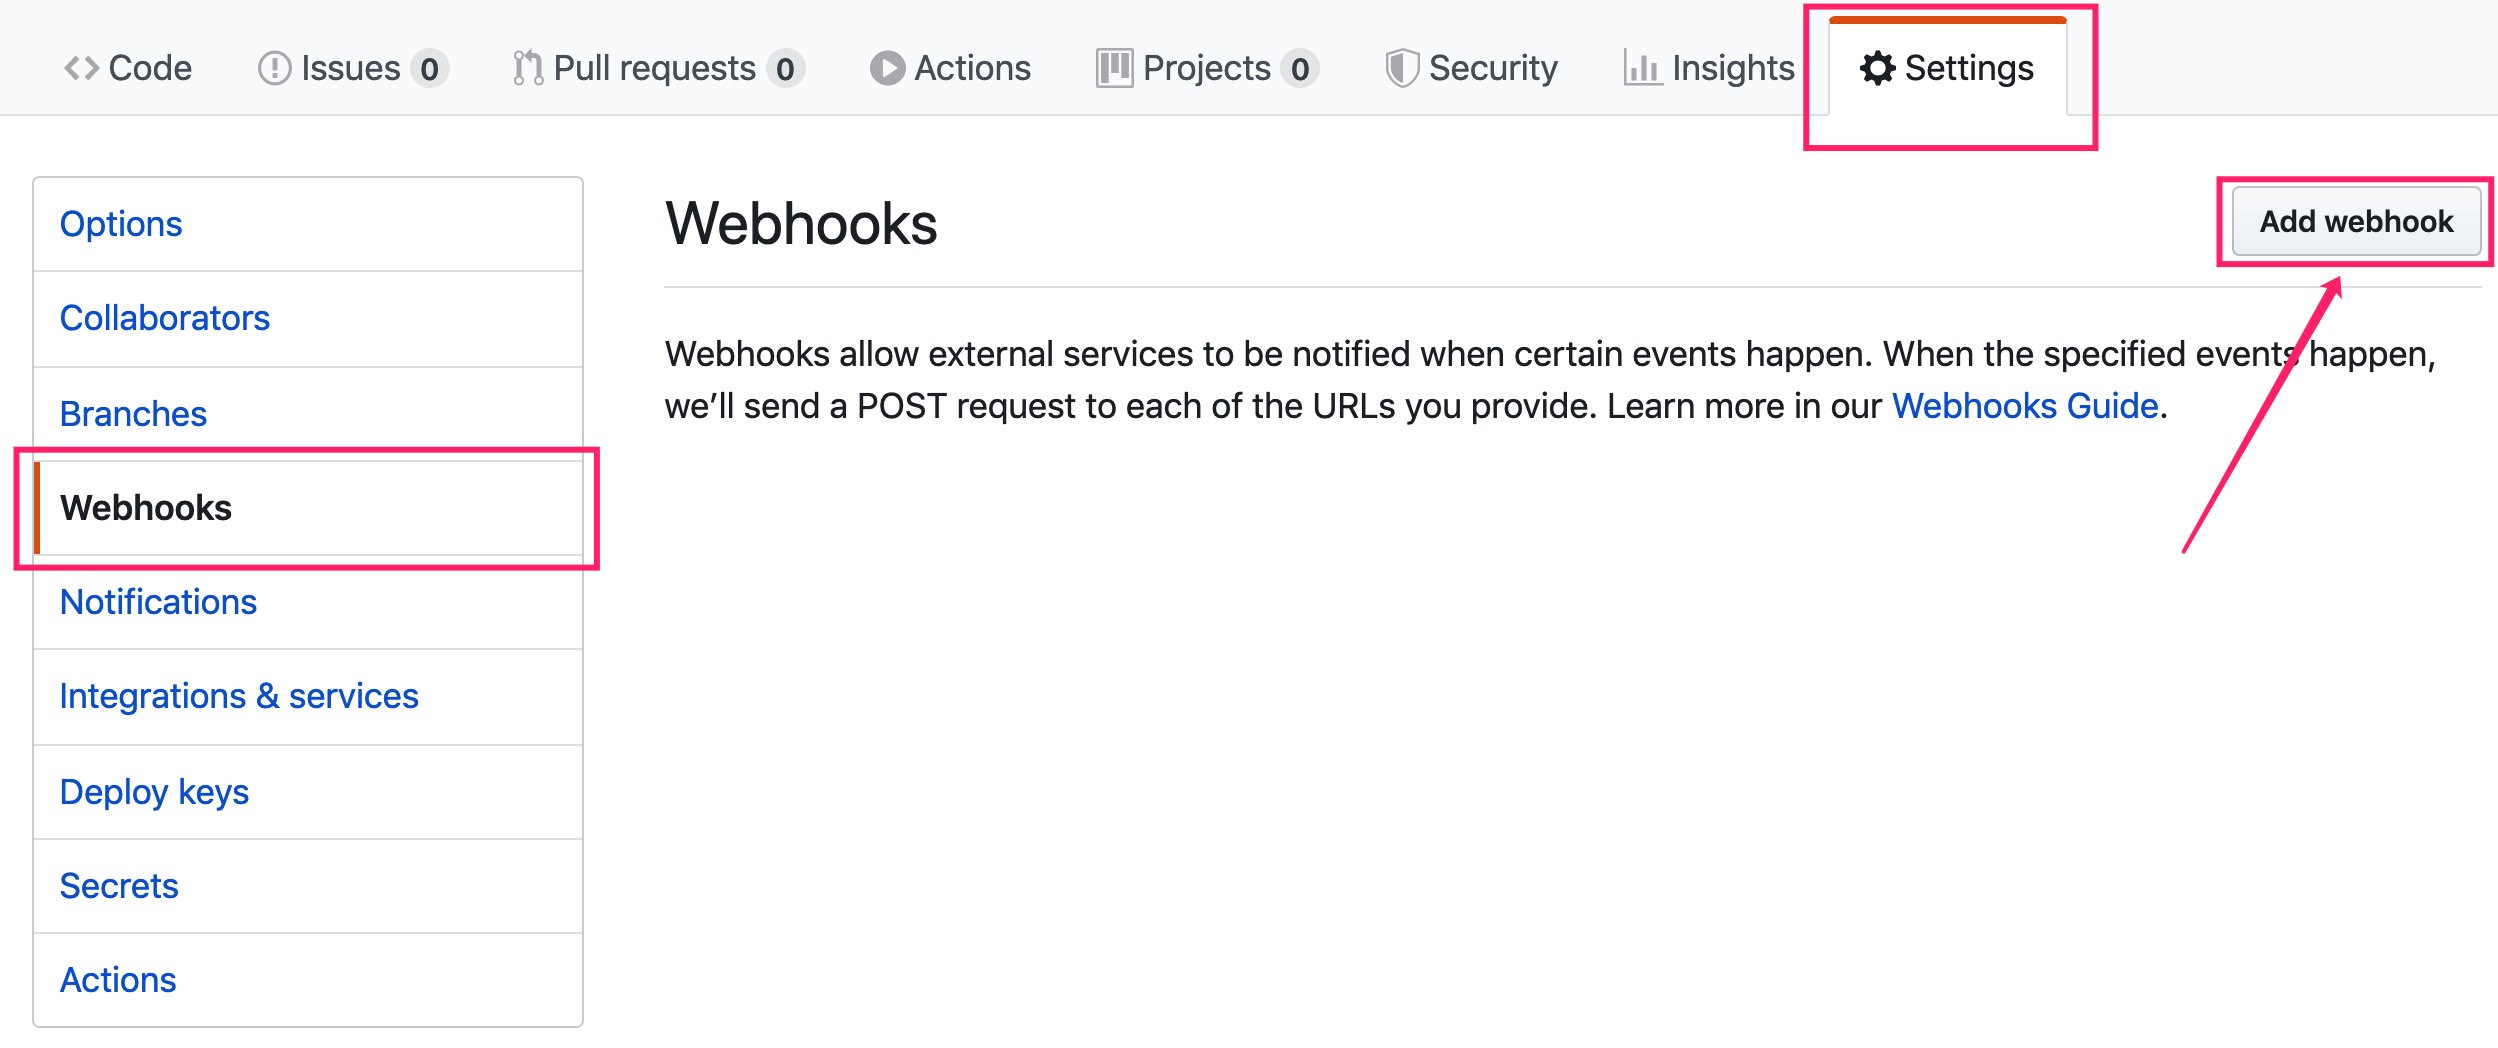 Code Issues 0 Pull requests 0 Actions Projects 0 Security Insights Settings
Options
Collaborators
Branches
Webhooks
Notifications
Integrations & services
Deploy keys
Secrets
Actions
Webhooks
Add webhook
Webhooks allow external services to be notified when certain events happen. When the specified events happen,
we’ll send a POST request to each of the URLs you provide. Learn more in our Webhooks Guide.